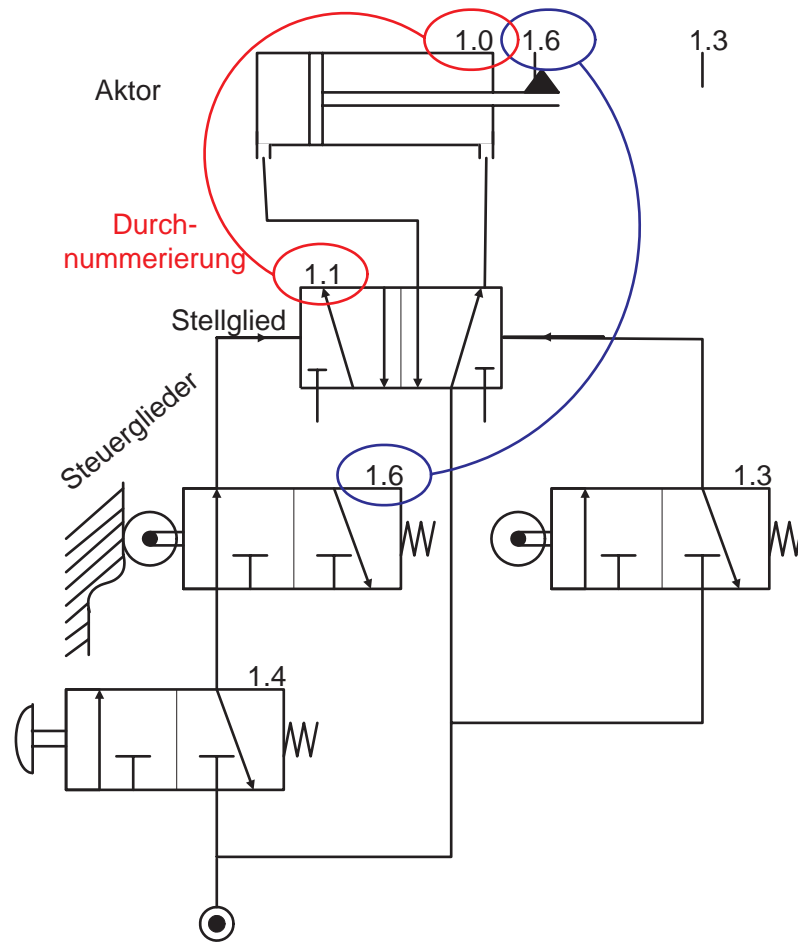 1.0 1.6 1.3
Aktor
Durch-
nummerierung
1.1
Stellglied
Steuerglieder
1.6
1.3
1.4